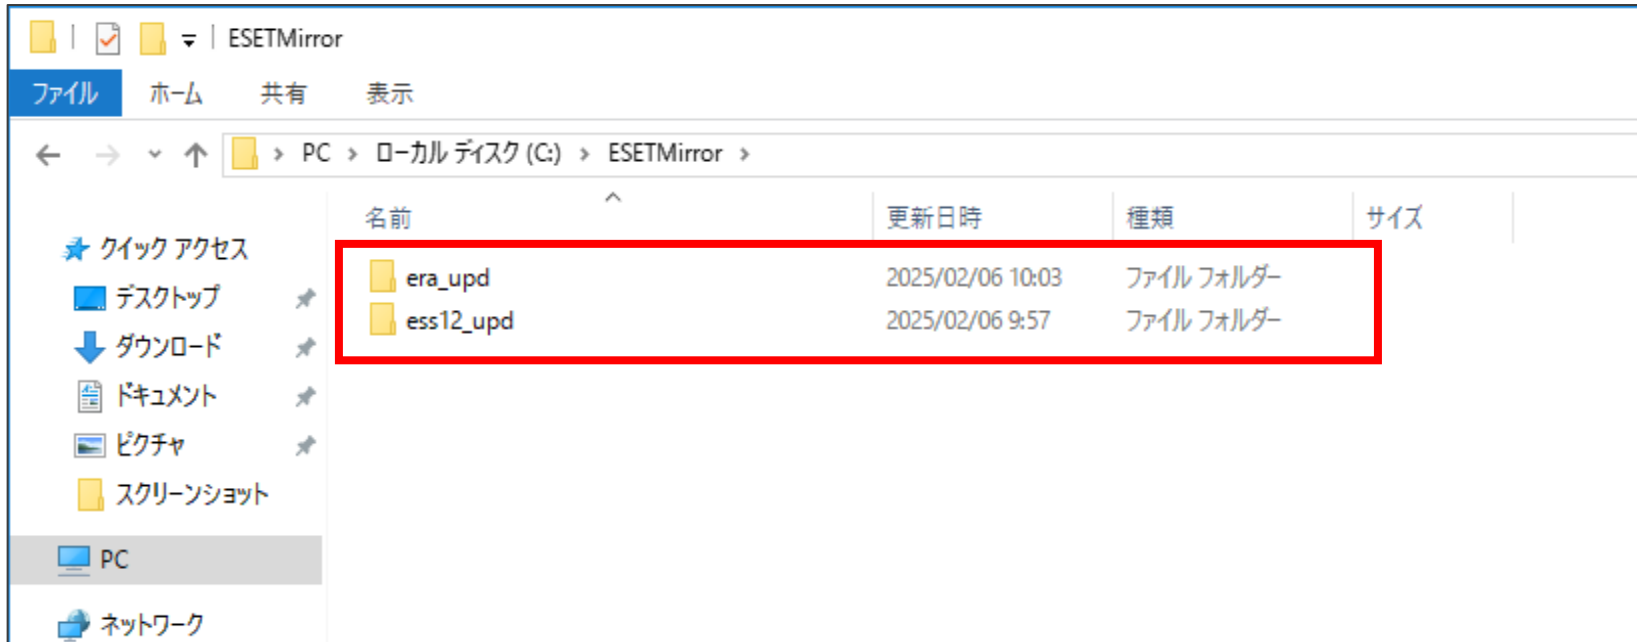 ESETMirror
ファイル ホーム 共有 表示
PC ローカル ディスク (C:) ESETMirror
名前 更新日時 種類 サイズ
クイック アクセス
デスクトップ
ダウンロード
ドキュメント
ピクチャ
スクリーンショット
PC
ネットワーク
era_upd 2025/02/06 10:03 ファイル フォルダー
ess12_upd 2025/02/06 9:57 ファイル フォルダー